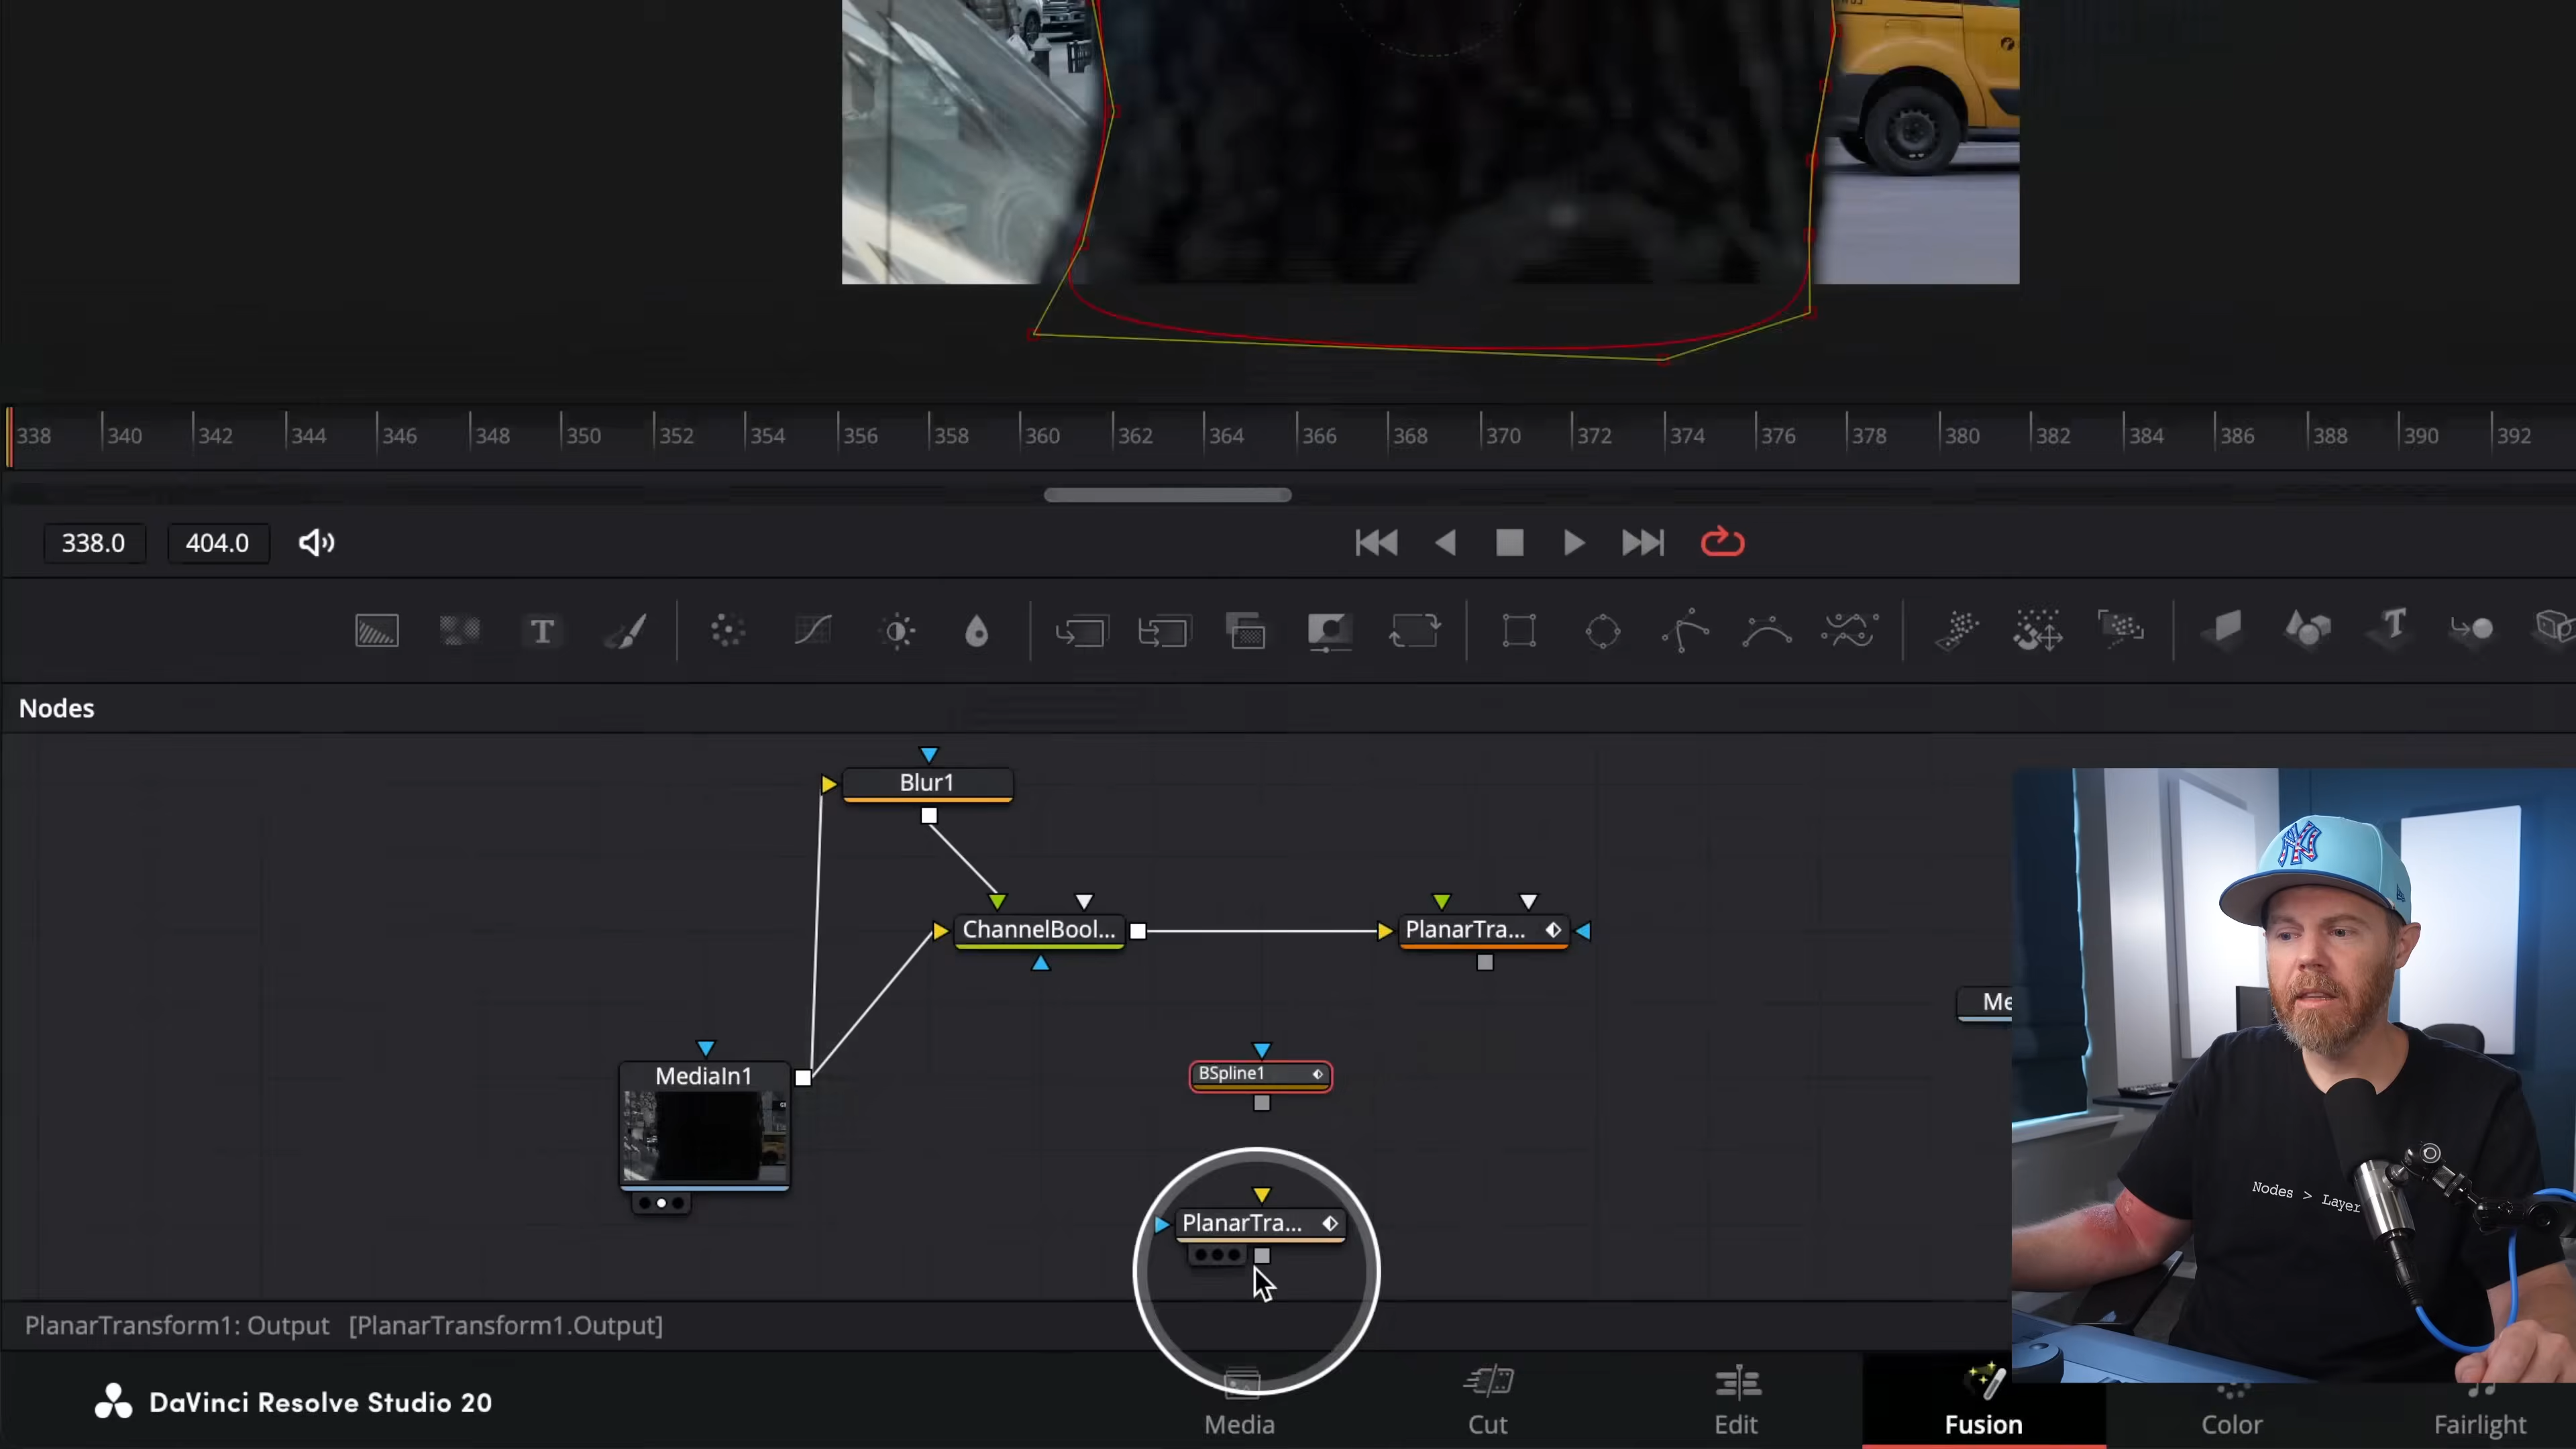 338 340 342 344 346 348 350 352 354 356 358 360 362 364 366 368 370 372 374 376 378 380 382 384 386 388 390 392
338.0 404.0
T T
Nodes
Blur1
ChannelBool... PlanarTra...
Me
MediaIn1 BSpline1
NY
Nodes > Layer
PlanarTra...
PlanarTransform1: Output [PlanarTransform1.Output]
DaVinci Resolve Studio 20
Media Cut Edit Fusion Color Fairlight